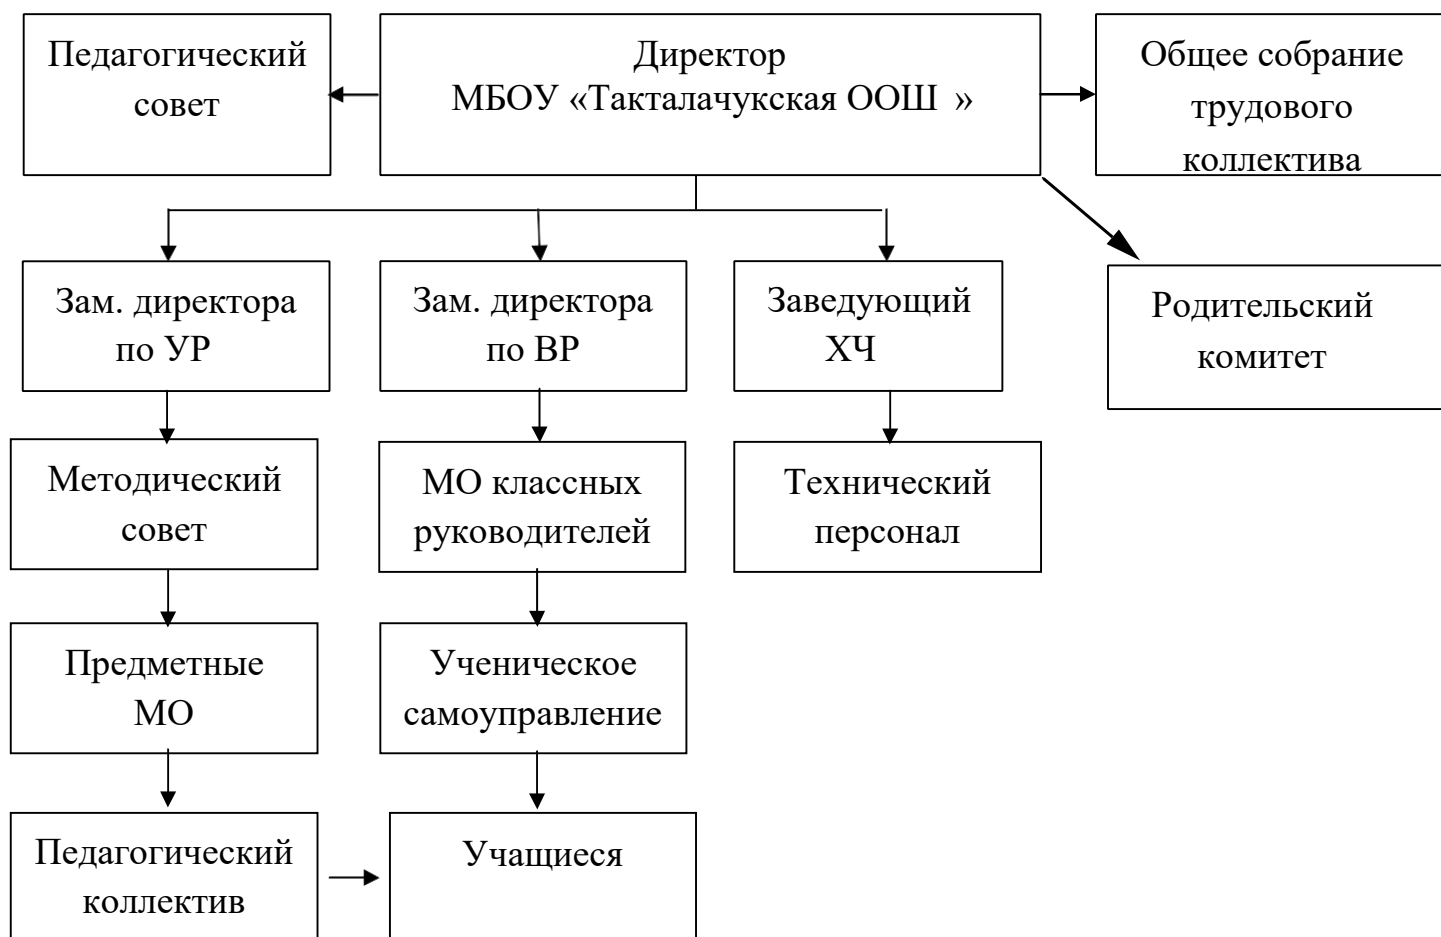 Педагогический
совет
Директор
МБОУ «Такталачукская ООШ »
Общее собрание
трудового
коллектива
Зам. директора
по УР
Зам. директора
по ВР
Заведующий
ХЧ
Родительский
комитет
Методический
совет
МО классных
руководителей
Технический
персонал
Предметные
МО
Ученическое
самоуправление
Педагогический
коллектив
Учащиеся